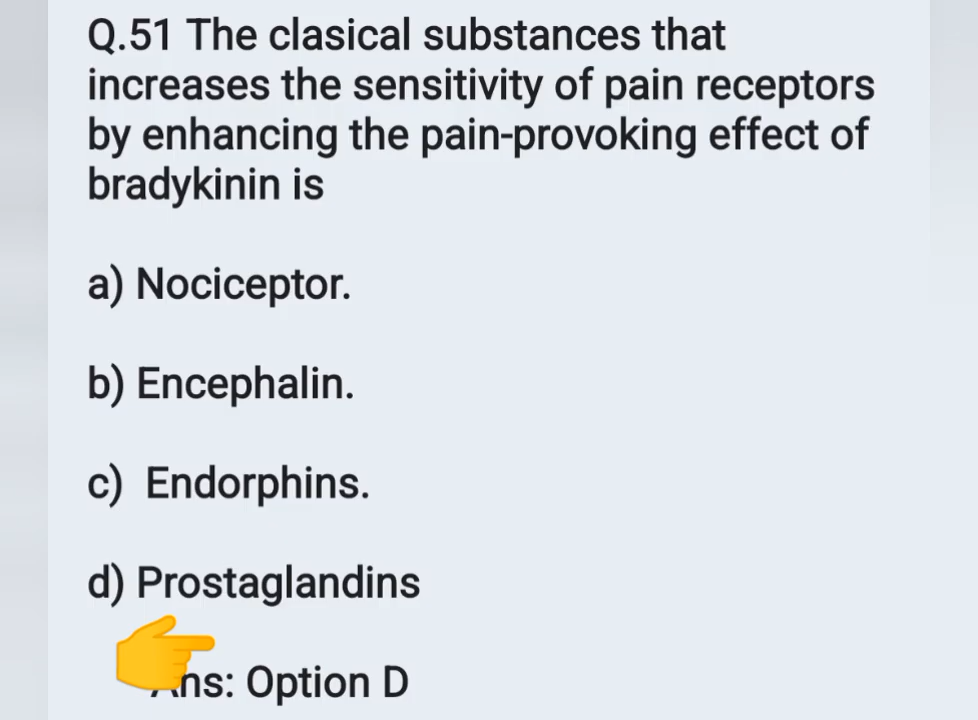 Q.51 The clasical substances that
increases the sensitivity of pain receptors
by enhancing the pain-provoking effect of
bradykinin is
a) Nociceptor.
b) Encephalin.
c) Endorphins.
d) Prostaglandins
Ans: Option D